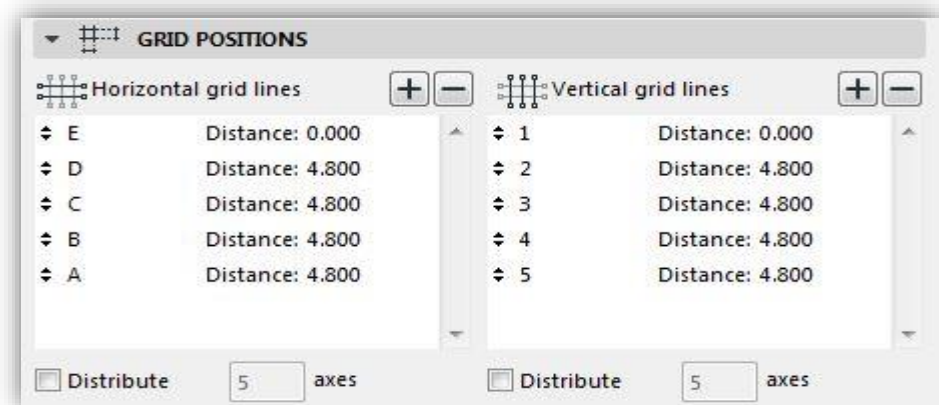 GRID POSITIONS
Horizontal grid lines
E Distance: 0.000
D Distance: 4.800
C Distance: 4.800
B Distance: 4.800
A Distance: 4.800
Distribute 5 axes
Vertical grid lines
1 Distance: 0.000
2 Distance: 4.800
3 Distance: 4.800
4 Distance: 4.800
5 Distance: 4.800
Distribute 5 axes